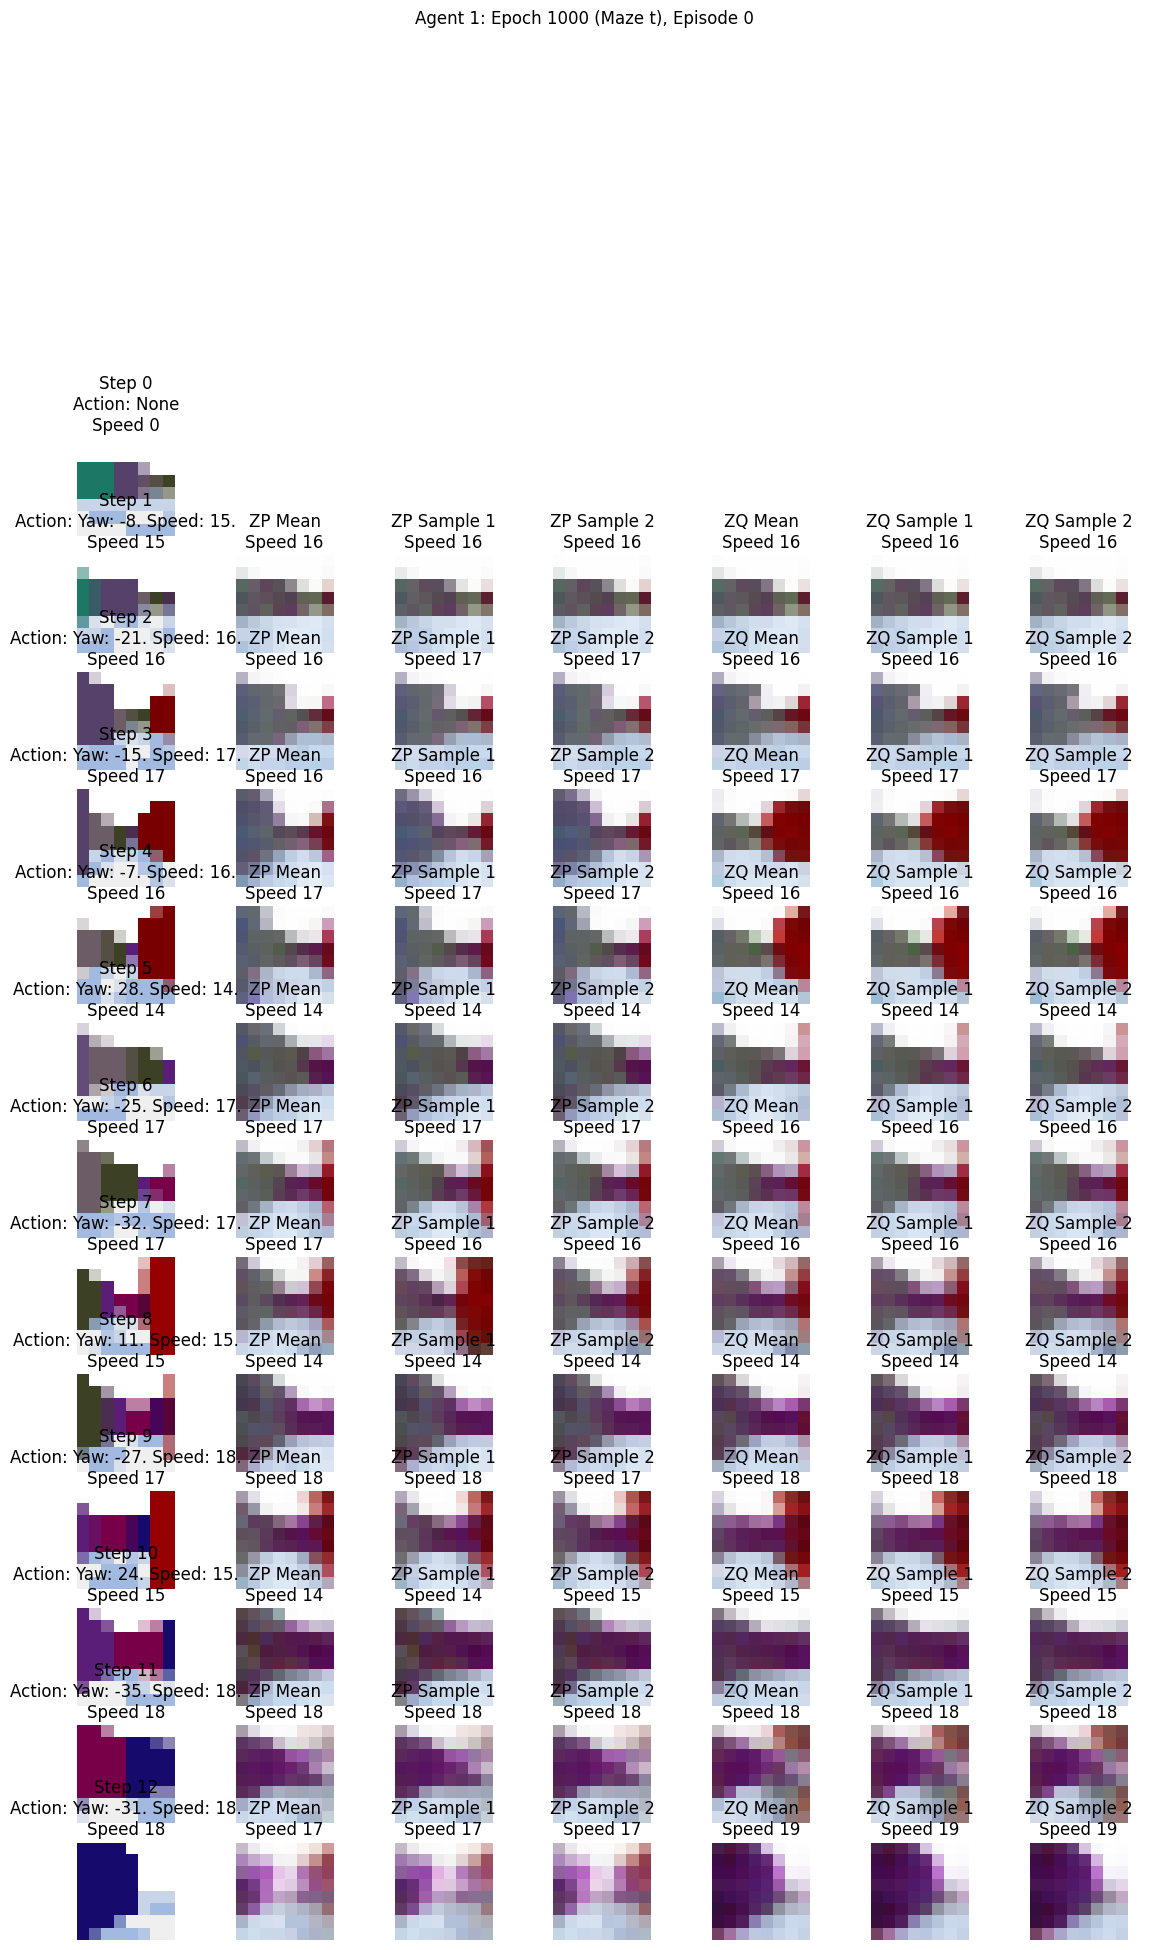 Agent 1: Epoch 1000 (Maze t), Episode 0
Step 0
Action: None
Speed 0
Step 1
Action: Yaw: -8. Speed: 15.
Speed 15
ZP Mean
Speed 16
ZP Sample 1
Speed 16
ZP Sample 2
Speed 16
ZQ Mean
Speed 16
ZQ Sample 1
Speed 16
ZQ Sample 2
Speed 16
Step 2
Action: Yaw: -21. Speed: 16.
Speed 16
ZP Mean
Speed 16
ZP Sample 1
Speed 17
ZP Sample 2
Speed 17
ZQ Mean
Speed 16
ZQ Sample 1
Speed 16
ZQ Sample 2
Speed 16
Step 3
Action: Yaw: -15. Speed: 17.
Speed 17
ZP Mean
Speed 16
ZP Sample 1
Speed 16
ZP Sample 2
Speed 17
ZQ Mean
Speed 17
ZQ Sample 1
Speed 17
ZQ Sample 2
Speed 17
Step 4
Action: Yaw: -7. Speed: 16.
Speed 16
ZP Mean
Speed 17
ZP Sample 1
Speed 17
ZP Sample 2
Speed 17
ZQ Mean
Speed 16
ZQ Sample 1
Speed 16
ZQ Sample 2
Speed 16
Step 5
Action: Yaw: 28. Speed: 14.
Speed 14
ZP Mean
Speed 14
ZP Sample 1
Speed 14
ZP Sample 2
Speed 14
ZQ Mean
Speed 14
ZQ Sample 1
Speed 14
ZQ Sample 2
Speed 14
Step 6
Action: Yaw: -25. Speed: 17.
Speed 17
ZP Mean
Speed 17
ZP Sample 1
Speed 17
ZP Sample 2
Speed 17
ZQ Mean
Speed 16
ZQ Sample 1
Speed 16
ZQ Sample 2
Speed 16
Step 7
Action: Yaw: -32. Speed: 17.
Speed 17
ZP Mean
Speed 17
ZP Sample 1
Speed 16
ZP Sample 2
Speed 16
ZQ Mean
Speed 16
ZQ Sample 1
Speed 16
ZQ Sample 2
Speed 16
Step 8
Action: Yaw: 11. Speed: 15.
Speed 15
ZP Mean
Speed 14
ZP Sample 1
Speed 14
ZP Sample 2
Speed 14
ZQ Mean
Speed 14
ZQ Sample 1
Speed 14
ZQ Sample 2
Speed 14
Step 9
Action: Yaw: -27. Speed: 18.
Speed 17
ZP Mean
Speed 18
ZP Sample 1
Speed 18
ZP Sample 2
Speed 17
ZQ Mean
Speed 18
ZQ Sample 1
Speed 18
ZQ Sample 2
Speed 18
Step 10
Action: Yaw: 24. Speed: 15.
Speed 15
ZP Mean
Speed 14
ZP Sample 1
Speed 14
ZP Sample 2
Speed 15
ZQ Mean
Speed 15
ZQ Sample 1
Speed 15
ZQ Sample 2
Speed 15
Step 11
Action: Yaw: -35. Speed: 18.
Speed 18
ZP Mean
Speed 18
ZP Sample 1
Speed 18
ZP Sample 2
Speed 18
ZQ Mean
Speed 18
ZQ Sample 1
Speed 18
ZQ Sample 2
Speed 18
Step 12
Action: Yaw: -31. Speed: 18.
Speed 18
ZP Mean
Speed 17
ZP Sample 1
Speed 17
ZP Sample 2
Speed 17
ZQ Mean
Speed 19
ZQ Sample 1
Speed 19
ZQ Sample 2
Speed 19